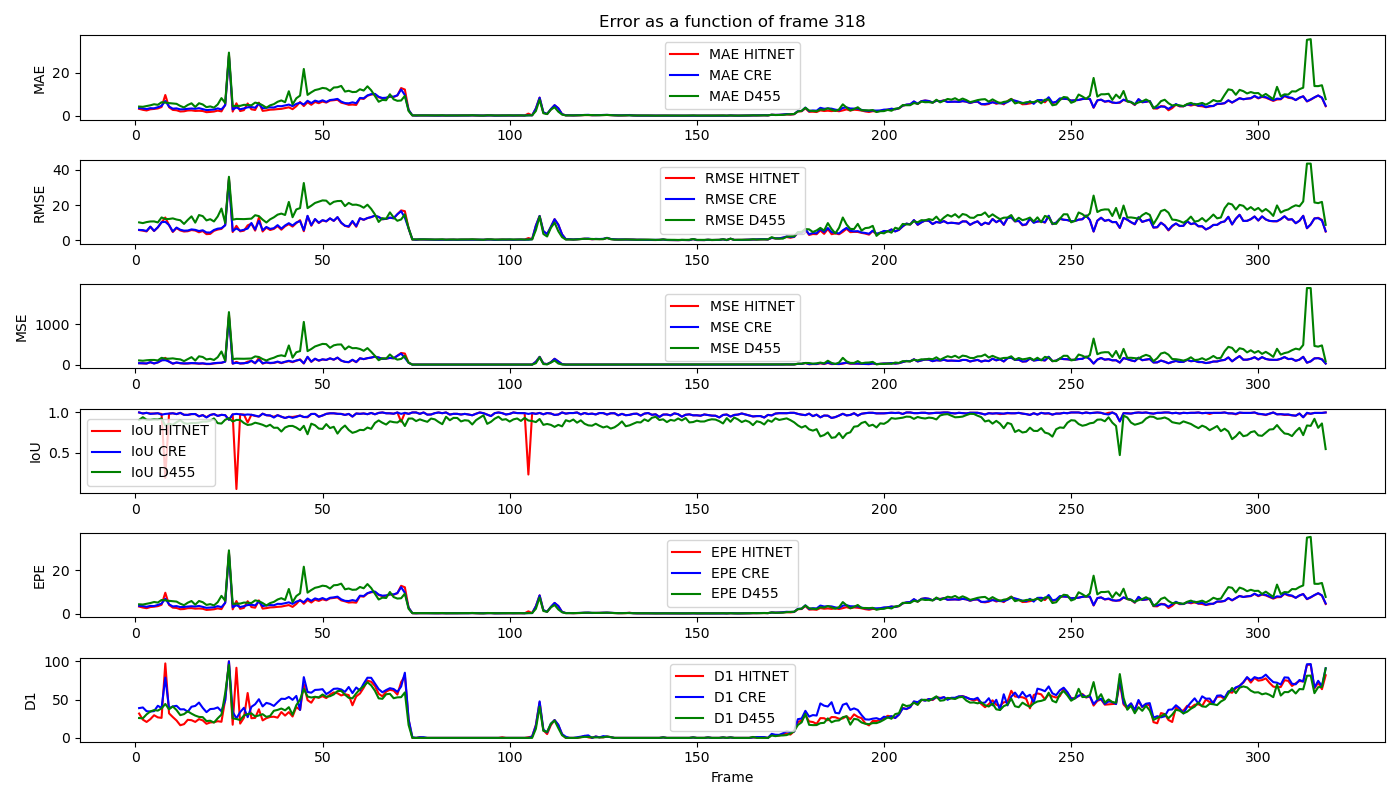 Error as a function of frame 318
MAE
20
0
MAE HITNET
MAE CRE
MAE D455
0 50 100 150 200 250 300
RMSE
40
20
0
RMSE HITNET
RMSE CRE
RMSE D455
0 50 100 150 200 250 300
MSE
1000
0
MSE HITNET
MSE CRE
MSE D455
0 50 100 150 200 250 300
IoU
1.0
0.5
IoU HITNET
IoU CRE
IoU D455
0 50 100 150 200 250 300
EPE
20
0
EPE HITNET
EPE CRE
EPE D455
0 50 100 150 200 250 300
D1
100
50
0
D1 HITNET
D1 CRE
D1 D455
0 50 100 150 200 250 300
Frame